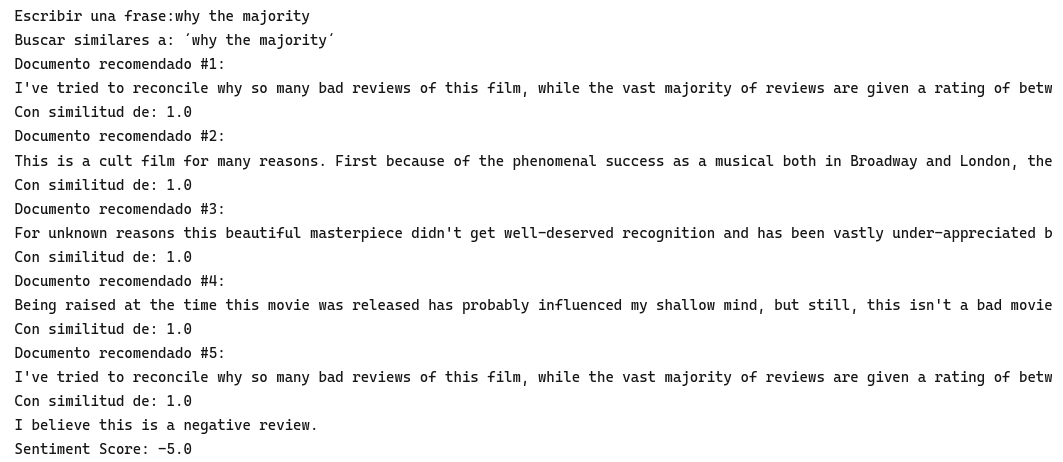 Escribir una frase:why the majority
Buscar similares a: ´why the majority´
Documento recomendado #1:
I've tried to reconcile why so many bad reviews of this film, while the vast majority of reviews are given a rating of betw
Con similitud de: 1.0
Documento recomendado #2:
This is a cult film for many reasons. First because of the phenomenal success as a musical both in Broadway and London, the
Con similitud de: 1.0
Documento recomendado #3:
For unknown reasons this beautiful masterpiece didn't get well-deserved recognition and has been vastly under-appreciated b
Con similitud de: 1.0
Documento recomendado #4:
Being raised at the time this movie was released has probably influenced my shallow mind, but still, this isn't a bad movie
Con similitud de: 1.0
Documento recomendado #5:
I've tried to reconcile why so many bad reviews of this film, while the vast majority of reviews are given a rating of betw
Con similitud de: 1.0
I believe this is a negative review.
Sentiment Score: -5.0